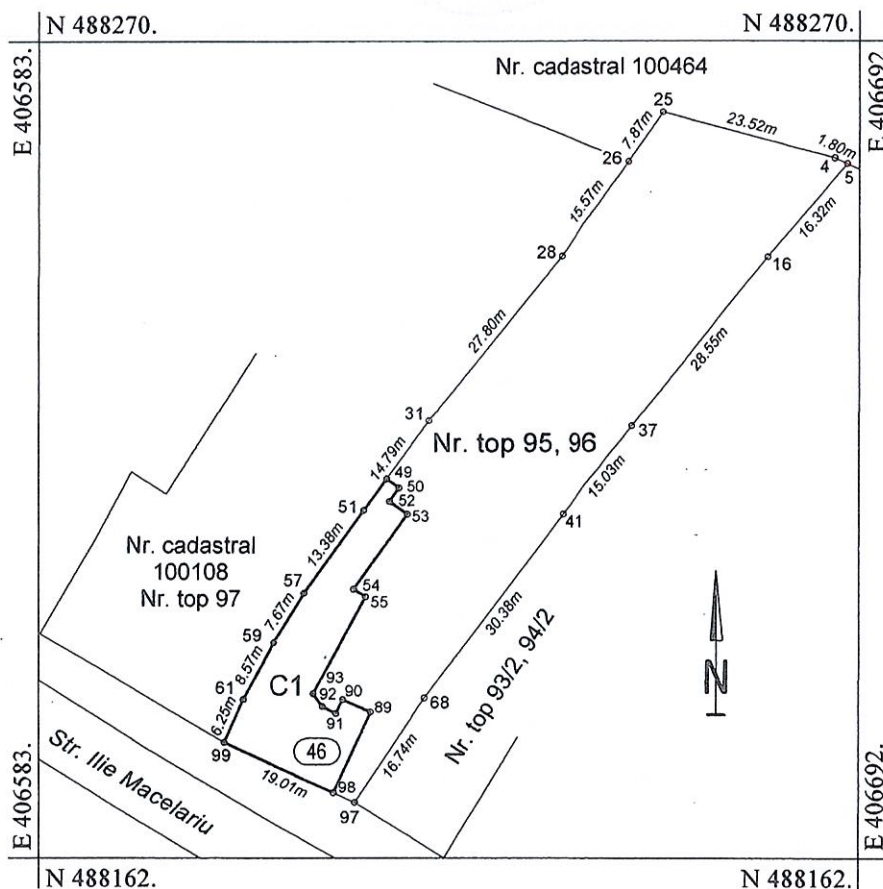 N 488270.
N 488270.
E 406583.
E 406692.
Nr. cadastral 100464
25
23.52m
1.80m
4
5
7.87m
26
15.57m
16.32m
28
16
27.80m
28.55m
31
37
Nr. top 95, 96
14.79m
49
50
15.03m
51
52
53
41
13.38m
Nr. cadastral
100108
Nr. top 97
57
54
55
30.38m
7.67m
59
8.57m
Nr. top 93/2, 94/2
61
C1
93
92
90
91
89
68
N
6.25m
99
46
16.74m
19.01m
98
97
Str. Ilie Macelariu
E 406583.
E 406692.
N 488162.
N 488162.